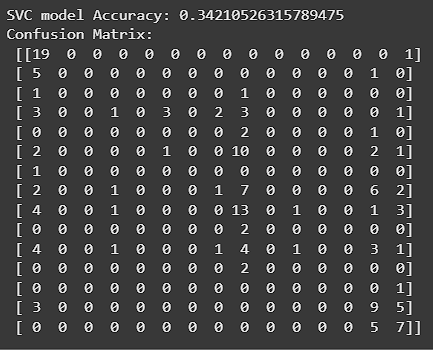 SVC model Accuracy: 0.34210526315789475
Confusion Matrix:
[[19 0 0 0 0 0 0 0 0 0 0 0 0 0 1]
[ 5 0 0 0 0 0 0 0 0 0 0 0 0 1 0]
[ 1 0 0 0 0 0 0 0 1 0 0 0 0 0 0]
[ 3 0 0 1 0 3 0 2 3 0 0 0 0 0 1]
[ 0 0 0 0 0 0 0 0 2 0 0 0 0 1 0]
[ 2 0 0 0 0 1 0 0 10 0 0 0 0 2 1]
[ 1 0 0 0 0 0 0 0 0 0 0 0 0 0 0]
[ 2 0 0 1 0 0 0 1 7 0 0 0 0 6 2]
[ 4 0 0 1 0 0 0 0 13 0 1 0 0 1 3]
[ 0 0 0 0 0 0 0 0 2 0 0 0 0 0 0]
[ 4 0 0 1 0 0 0 1 4 0 1 0 0 3 1]
[ 0 0 0 0 0 0 0 0 2 0 0 0 0 0 0]
[ 0 0 0 0 0 0 0 0 0 0 0 0 0 0 1]
[ 3 0 0 0 0 0 0 0 0 0 0 0 0 9 5]
[ 0 0 0 0 0 0 0 0 0 0 0 0 0 5 7]]